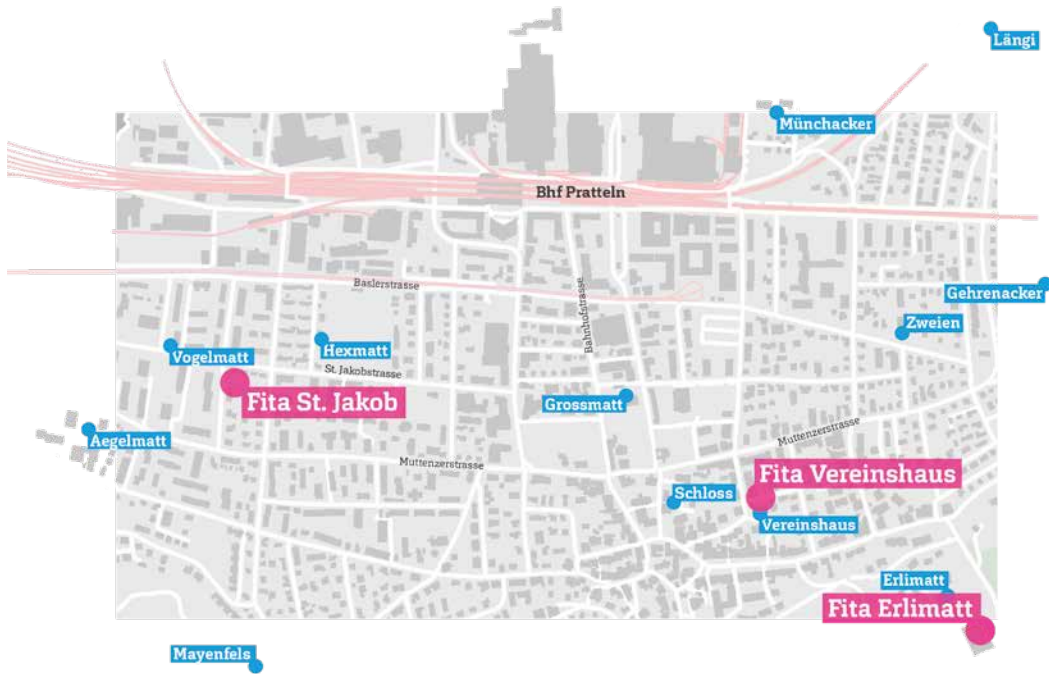 Längi
Münchacker
Bhf Pratteln
Baslerstrasse
Gehrenacker
Bahnhofstrasse
Zweien
Vogelmatt
Hexmatt
St. Jakobstrasse
Fita St. Jakob
Grossmatt
Aegelmatt
Muttenzerstrasse
Muttenzerstrasse
Fita Vereinshaus
Schloss
Vereinshaus
Erlimatt
Fita Erlimatt
Mayenfels